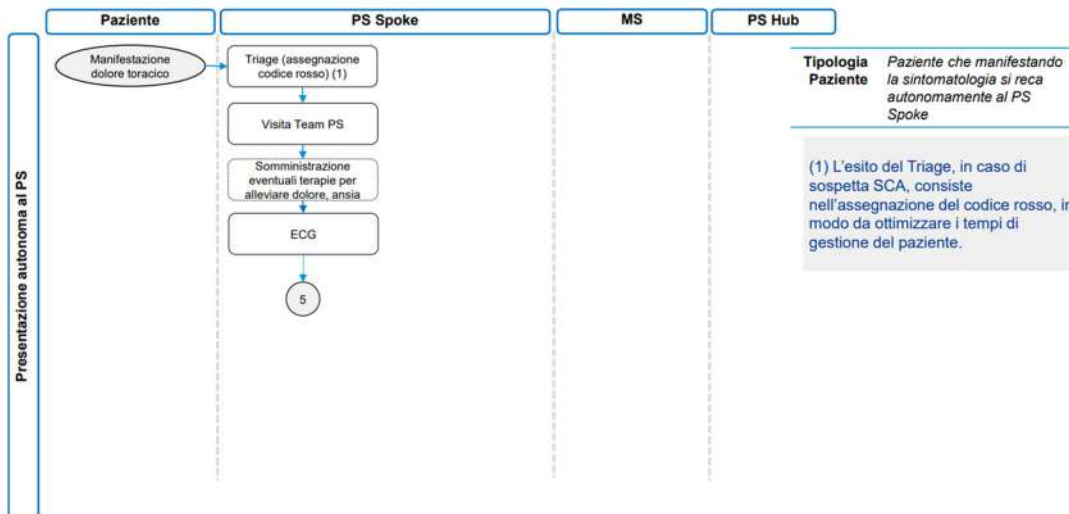 Paziente
PS Spoke
MS
PS Hub
Presentazione autonoma al PS
Manifestazione
dolore toracico
Triage (assegnazione
codice rosso) (1)
Visita Team PS
Somministrazione
eventuali terapie per
alleviare dolore, ansia
ECG
5
Tipologia
Paziente
Paziente che manifestando
la sintomatologia si reca
autonomamente al PS
Spoke
(1) L'esito del Triage, in caso di
sospetta SCA, consiste
nell'assegnazione del codice rosso, in
modo da ottimizzare i tempi di
gestione del paziente.